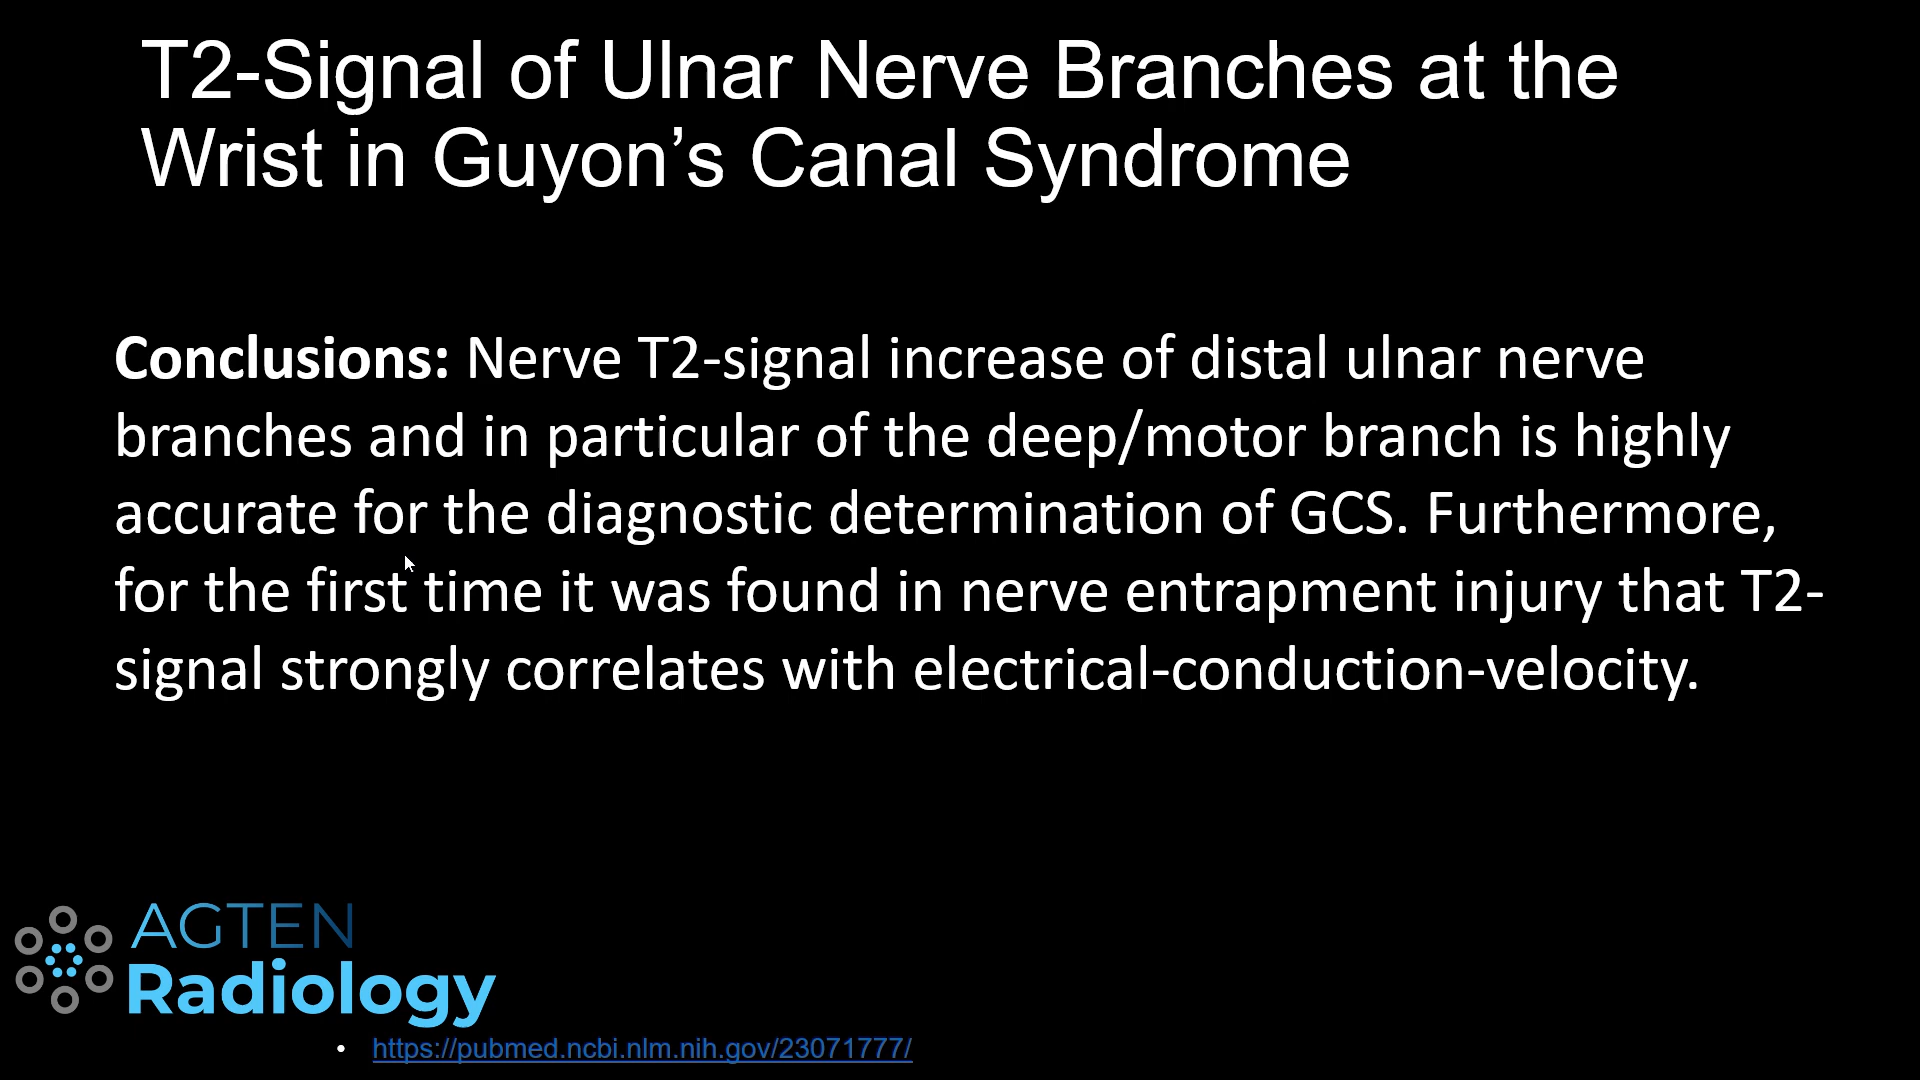 T2-Signal of Ulnar Nerve Branches at the
Wrist in Guyon’s Canal Syndrome
Conclusions: Nerve T2-signal increase of distal ulnar nerve
branches and in particular of the deep/motor branch is highly
accurate for the diagnostic determination of GCS. Furthermore,
for the first time it was found in nerve entrapment injury that T2-
signal strongly correlates with electrical-conduction-velocity.
AGTEN
Radiology
• https://pubmed.ncbi.nlm.nih.gov/23071777/